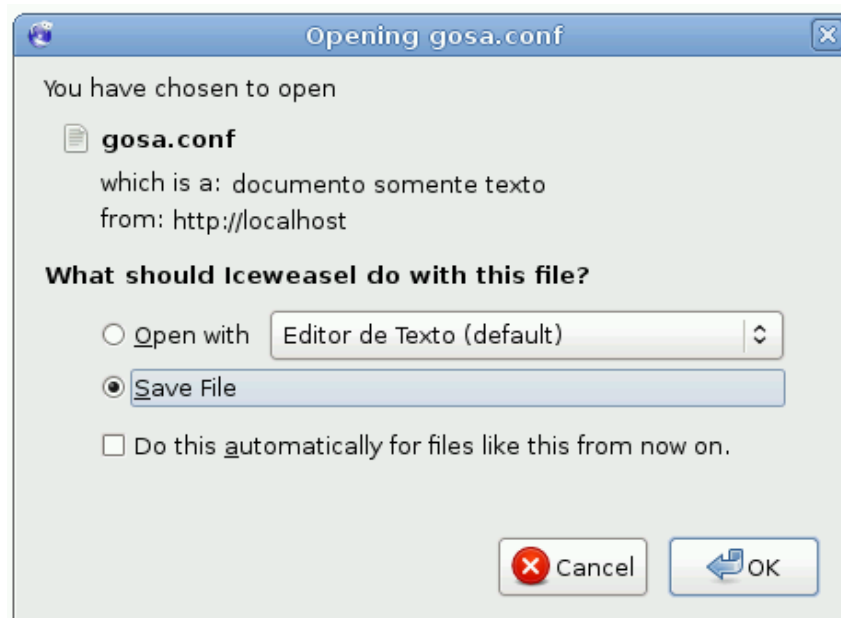 Opening gosa.conf
You have chosen to open
gosa.conf
which is a: documento somente texto
from: http://localhost
What should Iceweasel do with this file?
Open with Editor de Texto (default)
Save File
Do this automatically for files like this from now on.
Cancel OK